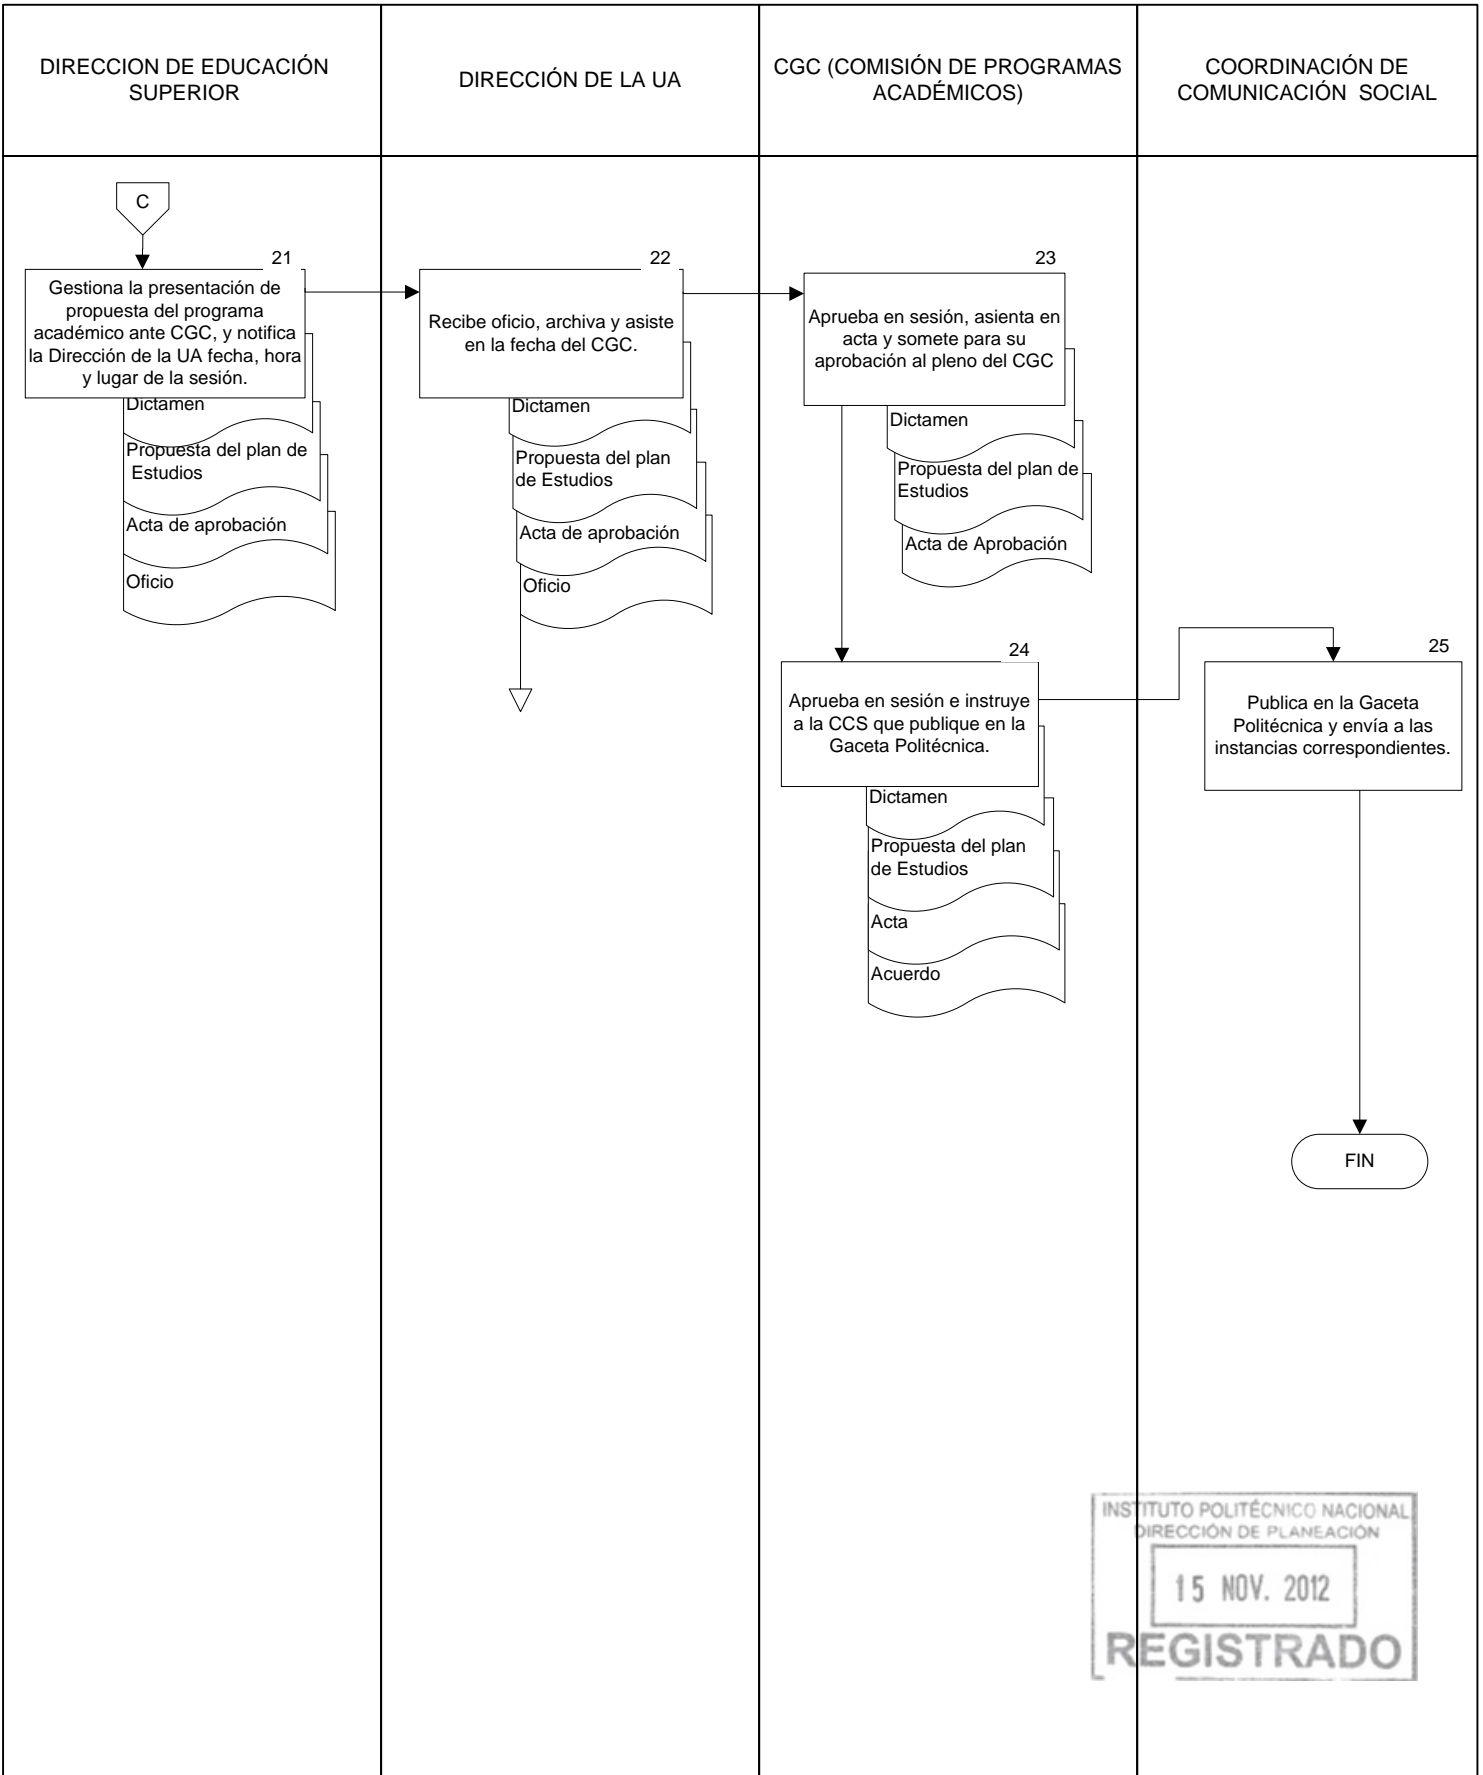 DIRECCION DE EDUCACIÓN
SUPERIOR
DIRECCIÓN DE LA UA
CGC (COMISIÓN DE PROGRAMAS
ACADÉMICOS)
COORDINACIÓN DE
COMUNICACIÓN SOCIAL
C
21
Gestiona la presentación de
propuesta del programa
académico ante CGC, y notifica
la Dirección de la UA fecha, hora
y lugar de la sesión.
Dictamen
Propuesta del plan de
Estudios
Acta de aprobación
Oficio
22
Recibe oficio, archiva y asiste
en la fecha del CGC.
Dictamen
Propuesta del plan
de Estudios
Acta de aprobación
Oficio
23
Aprueba en sesión, asienta en
acta y somete para su
aprobación al pleno del CGC
Dictamen
Propuesta del plan de
Estudios
Acta de Aprobación
24
Aprueba en sesión e instruye
a la CCS que publique en la
Gaceta Politécnica.
Dictamen
Propuesta del plan
de Estudios
Acta
Acuerdo
25
Publica en la Gaceta
Politécnica y envía a las
instancias correspondientes.
FIN
INSTITUTO POLITÉCNICO NACIONAL
DIRECCIÓN DE PLANEACIÓN
15 NOV. 2012
REGISTRADO